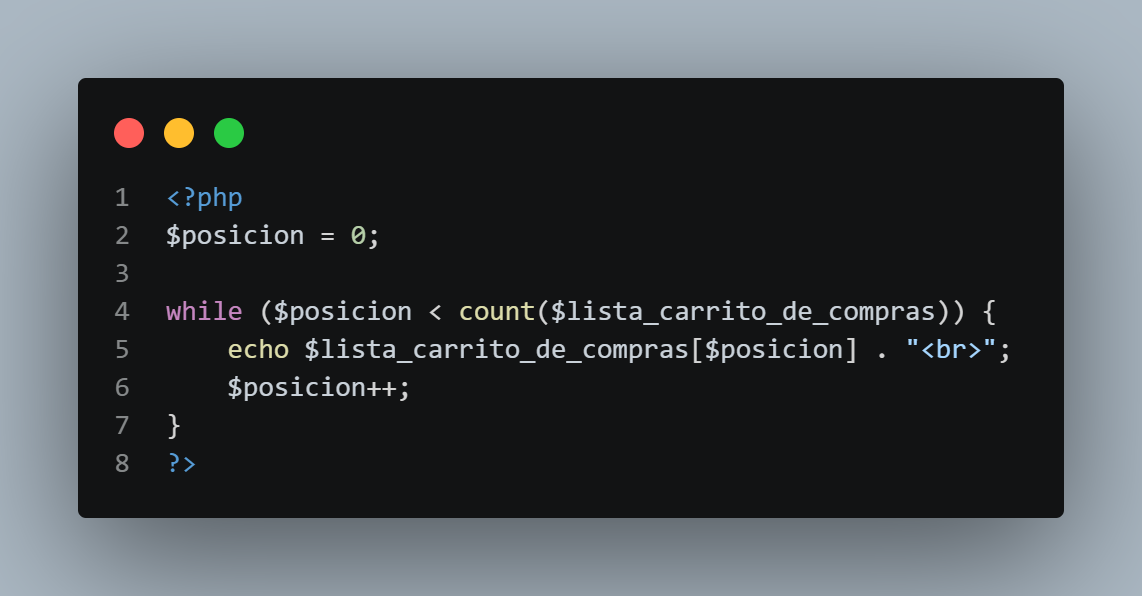 1 <?php
2 $posicion = 0;
3
4 while ($posicion < count($lista_carrito_de_compras)) {
5     echo $lista_carrito_de_compras[$posicion] . "<br>";
6     $posicion++;
7 }
8 ?>